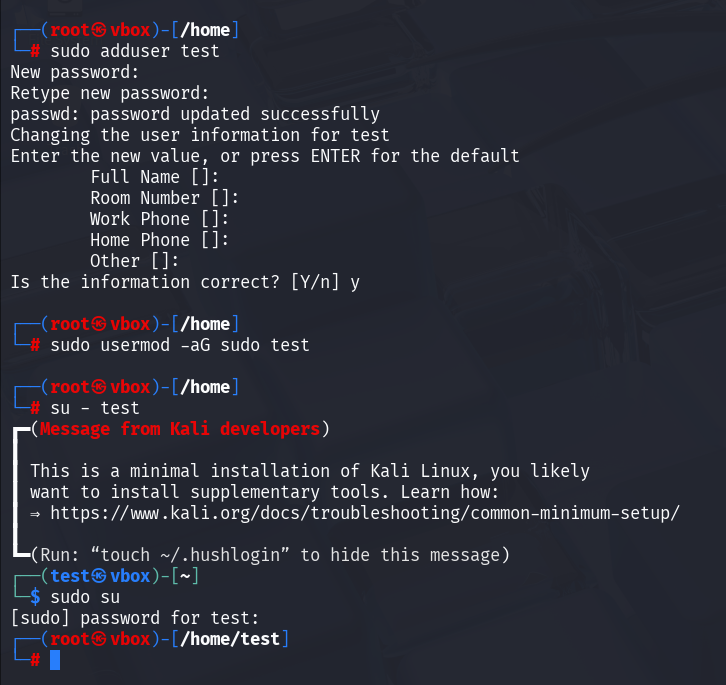 ┌──(root㉿vbox)-[/home]
└─# sudo adduser test
New password:
Retype new password:
passwd: password updated successfully
Changing the user information for test
Enter the new value, or press ENTER for the default
        Full Name []:
        Room Number []:
        Work Phone []:
        Home Phone []:
        Other []:
Is the information correct? [Y/n] y

┌──(root㉿vbox)-[/home]
└─# sudo usermod -aG sudo test

┌──(root㉿vbox)-[/home]
└─# su - test
┏━(Message from Kali developers)
┃
┃ This is a minimal installation of Kali Linux, you likely
┃ want to install supplementary tools. Learn how:
┃ ⇒ https://www.kali.org/docs/troubleshooting/common-minimum-setup/
┃
┗━(Run: “touch ~/.hushlogin” to hide this message)
┌──(test㉿vbox)-[~]
└─$ sudo su
[sudo] password for test:
┌──(root㉿vbox)-[/home/test]
└─#